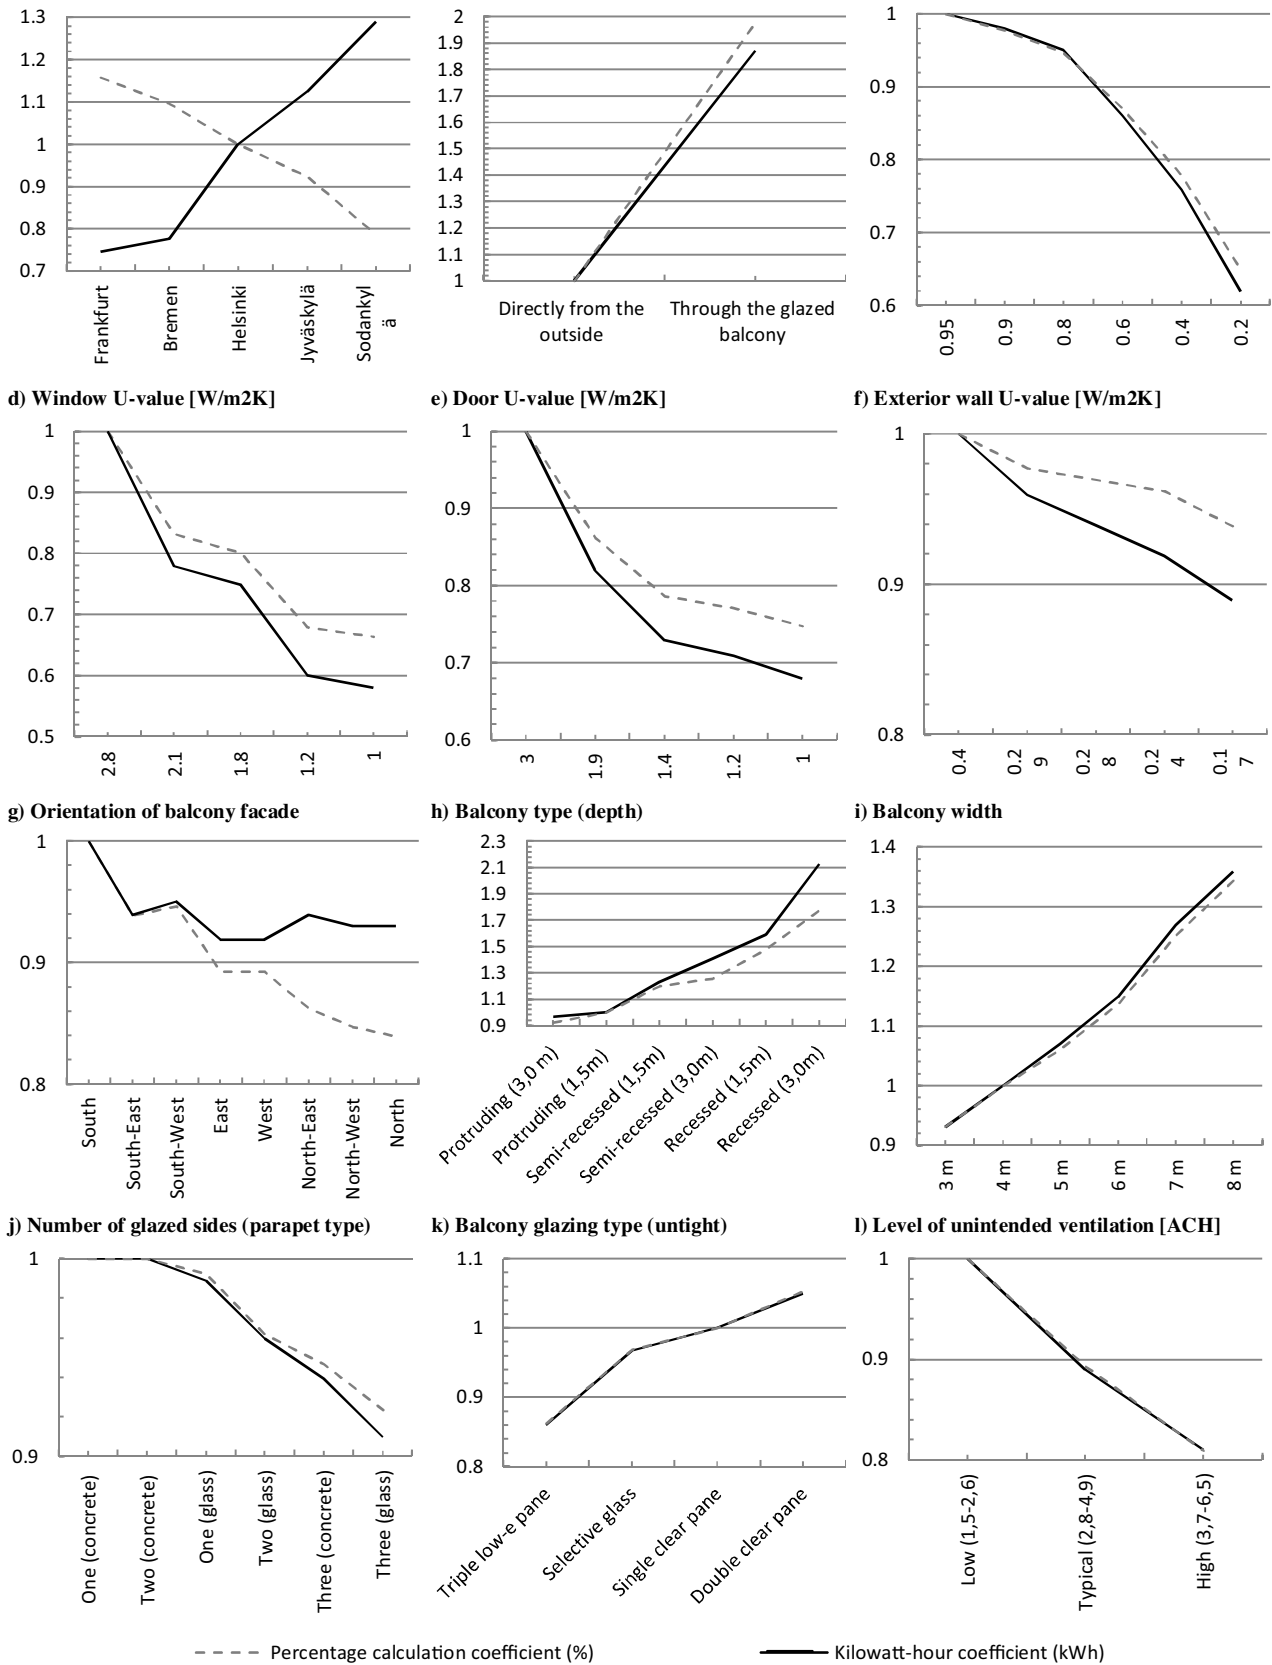 1.3
1.2
1.1
1
0.9
0.8
0.7
Frankfurt
Bremen
Helsinki
Jyväskylä
Sodankyl
ä
2
1.9
1.8
1.7
1.6
1.5
1.4
1.3
1.2
1.1
1
Directly from the
outside
Through the glazed
balcony
1
0.9
0.8
0.7
0.6
0.95
0.9
0.8
0.6
0.4
0.2
d) Window U-value [W/m2K]
1
0.9
0.8
0.7
0.6
0.5
2.8
2.1
1.8
1.2
1
e) Door U-value [W/m2K]
1
0.9
0.8
0.7
0.6
3
1.9
1.4
1.2
1
f) Exterior wall U-value [W/m2K]
1
0.9
0.8
0.4
0.2
9
0.2
8
0.2
4
0.1
7
g) Orientation of balcony facade
1
0.9
0.8
South
South-East
South-West
East
West
North-East
North-West
North
h) Balcony type (depth)
2.3
2.1
1.9
1.7
1.5
1.3
1.1
0.9
Protruding (3,0 m)
Protruding (1,5m)
Semi-recessed (1,5m)
Semi-recessed (3,0m)
Recessed (1,5m)
Recessed (3,0m)
i) Balcony width
1.4
1.3
1.2
1.1
1
0.9
3 m
4 m
5 m
6 m
7 m
8 m
j) Number of glazed sides (parapet type)
1
0.9
One (concrete)
Two (concrete)
One (glass)
Two (glass)
Three (concrete)
Three (glass)
k) Balcony glazing type (untight)
1.1
1
0.9
0.8
Triple low-e pane
Selective glass
Single clear pane
Double clear pane
l) Level of unintended ventilation [ACH]
1
0.9
0.8
Low (1,5-2,6)
Typical (2,8-4,9)
High (3,7-6,5)
Percentage calculation coefficient (%)
Kilowatt-hour coefficient (kWh)